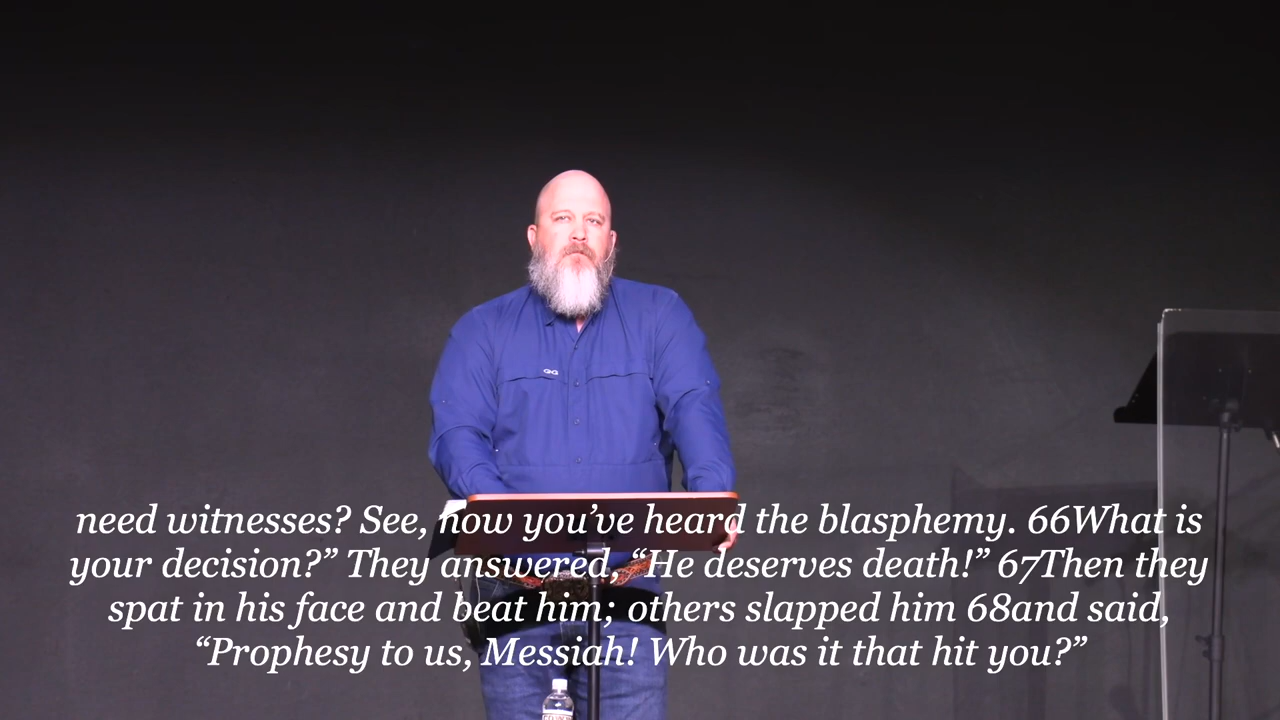 need witnesses? See, now you’ve heard the blasphemy. 66What is
your decision?” They answered, “He deserves death!” 67Then they
spat in his face and beat him; others slapped him 68and said,
“Prophesy to us, Messiah! Who was it that hit you?”